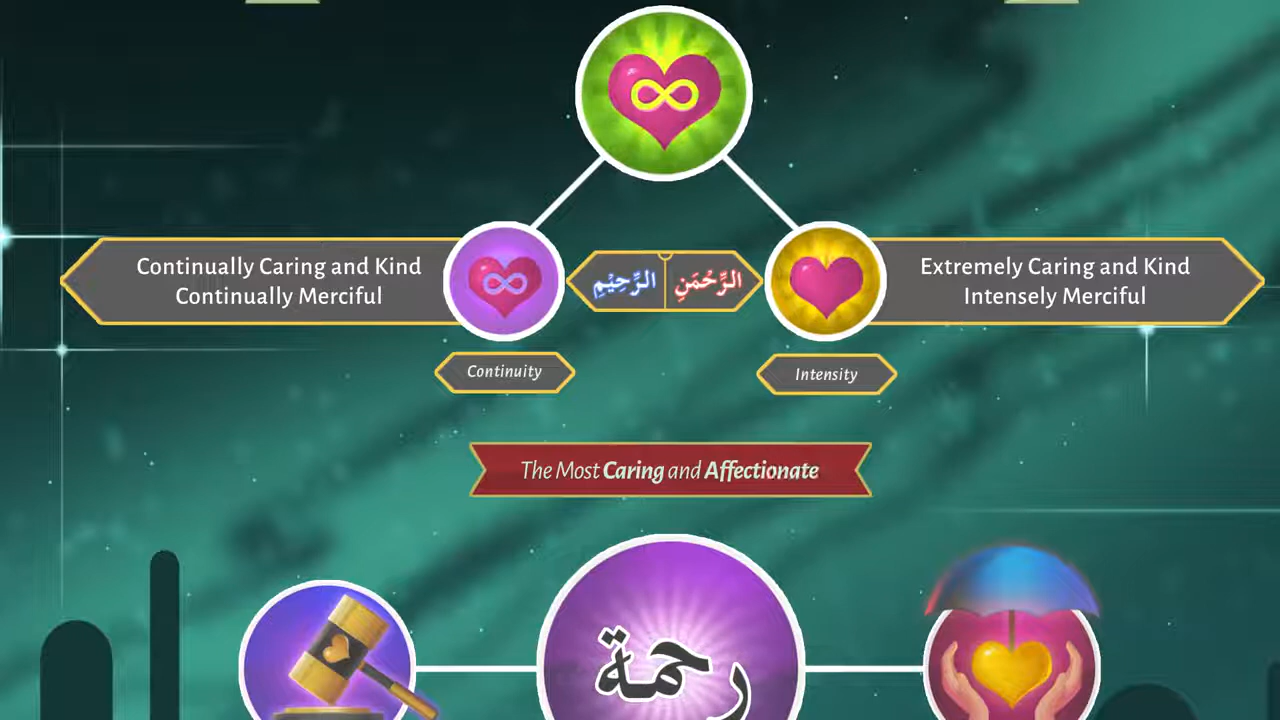 Continually Caring and Kind
Continually Merciful
الرَّحْمَنِ الرَّحِيْمِ
Extremely Caring and Kind
Intensely Merciful
Continuity
Intensity
The Most Caring and Affectionate
رحمة